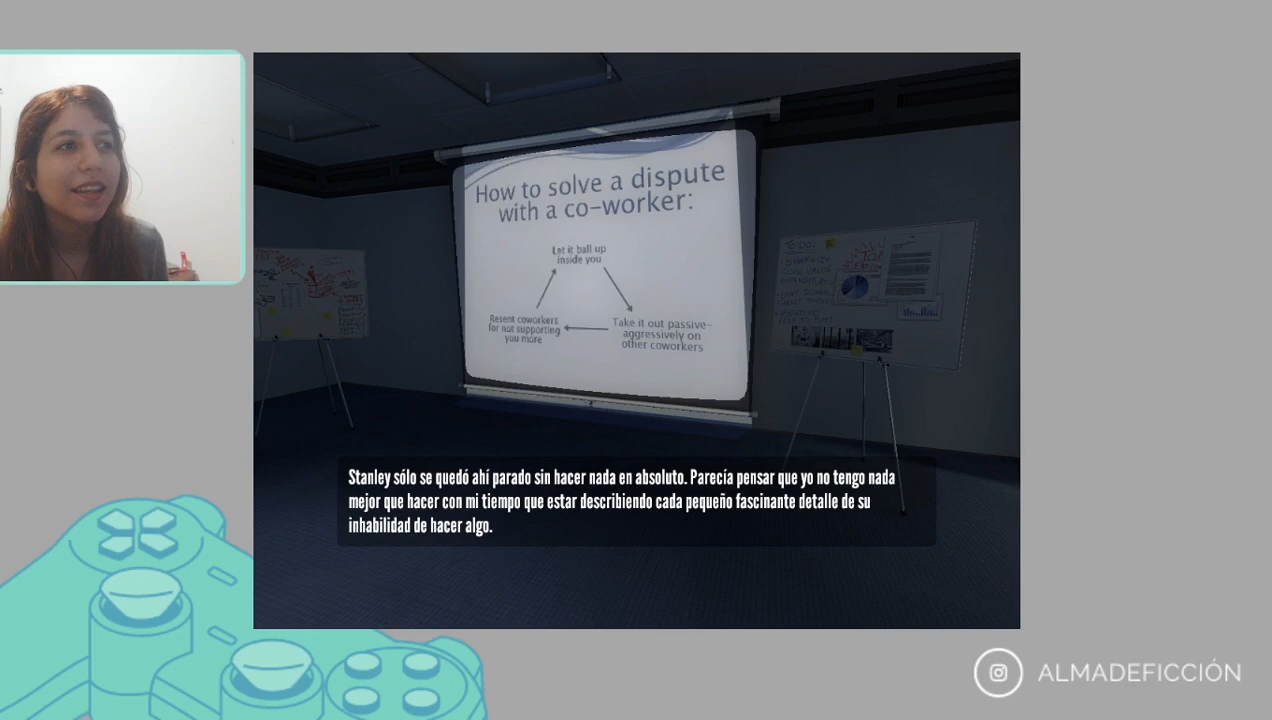 How to solve a dispute
with a co-worker:
Let it ball up
inside you
Resent coworkers
for not supporting
you more
Take it out passive-
aggressively on
other coworkers
TO DO:
Stanley sólo se quedó ahí parado sin hacer nada en absoluto. Parecía pensar que yo no tengo nada
mejor que hacer con mi tiempo que estar describiendo cada pequeño fascinante detalle de su
inhabilidad de hacer algo.
ALMADEFICCIÓN